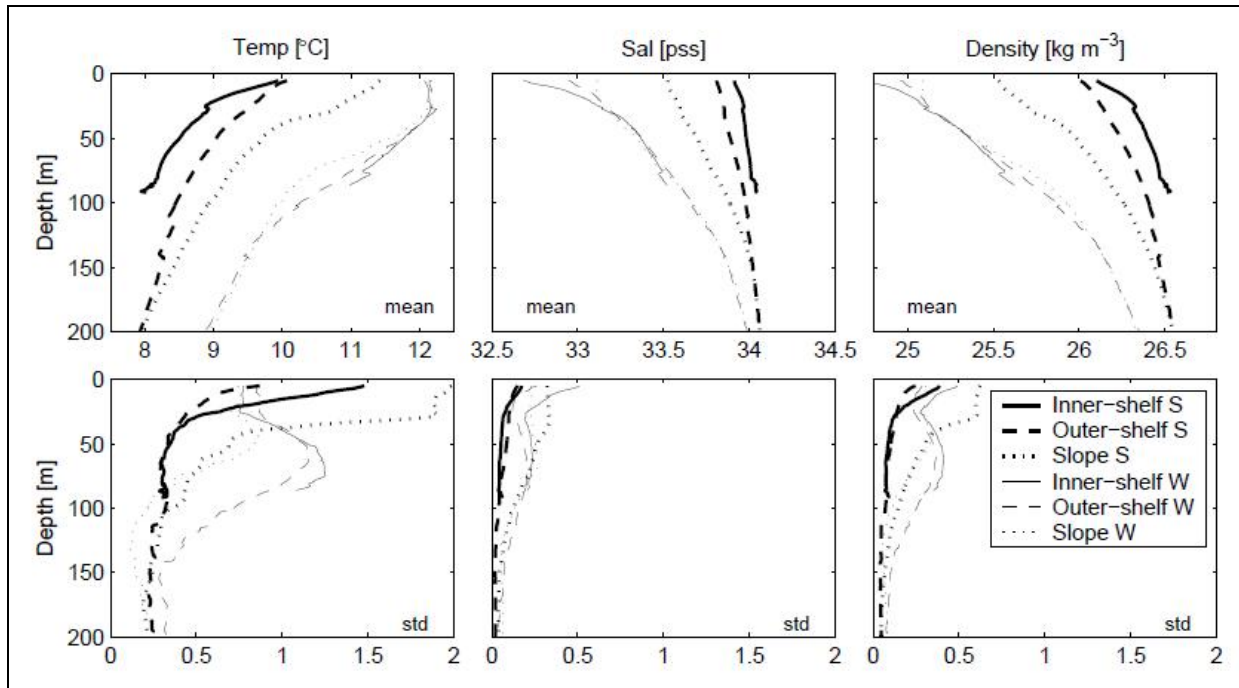 Temp [°C]
Sal [pss]
Density [kg m⁻³]
Depth [m]
0
50
100
150
200
mean
8 9 10 11 12
mean
32.5 33 33.5 34 34.5
mean
25 25.5 26 26.5
Depth [m]
0
50
100
150
200
std
0 0.5 1 1.5 2
std
0 0.5 1 1.5 2
Inner-shelf S
Outer-shelf S
Slope S
Inner-shelf W
Outer-shelf W
Slope W
std
0 0.5 1 1.5 2